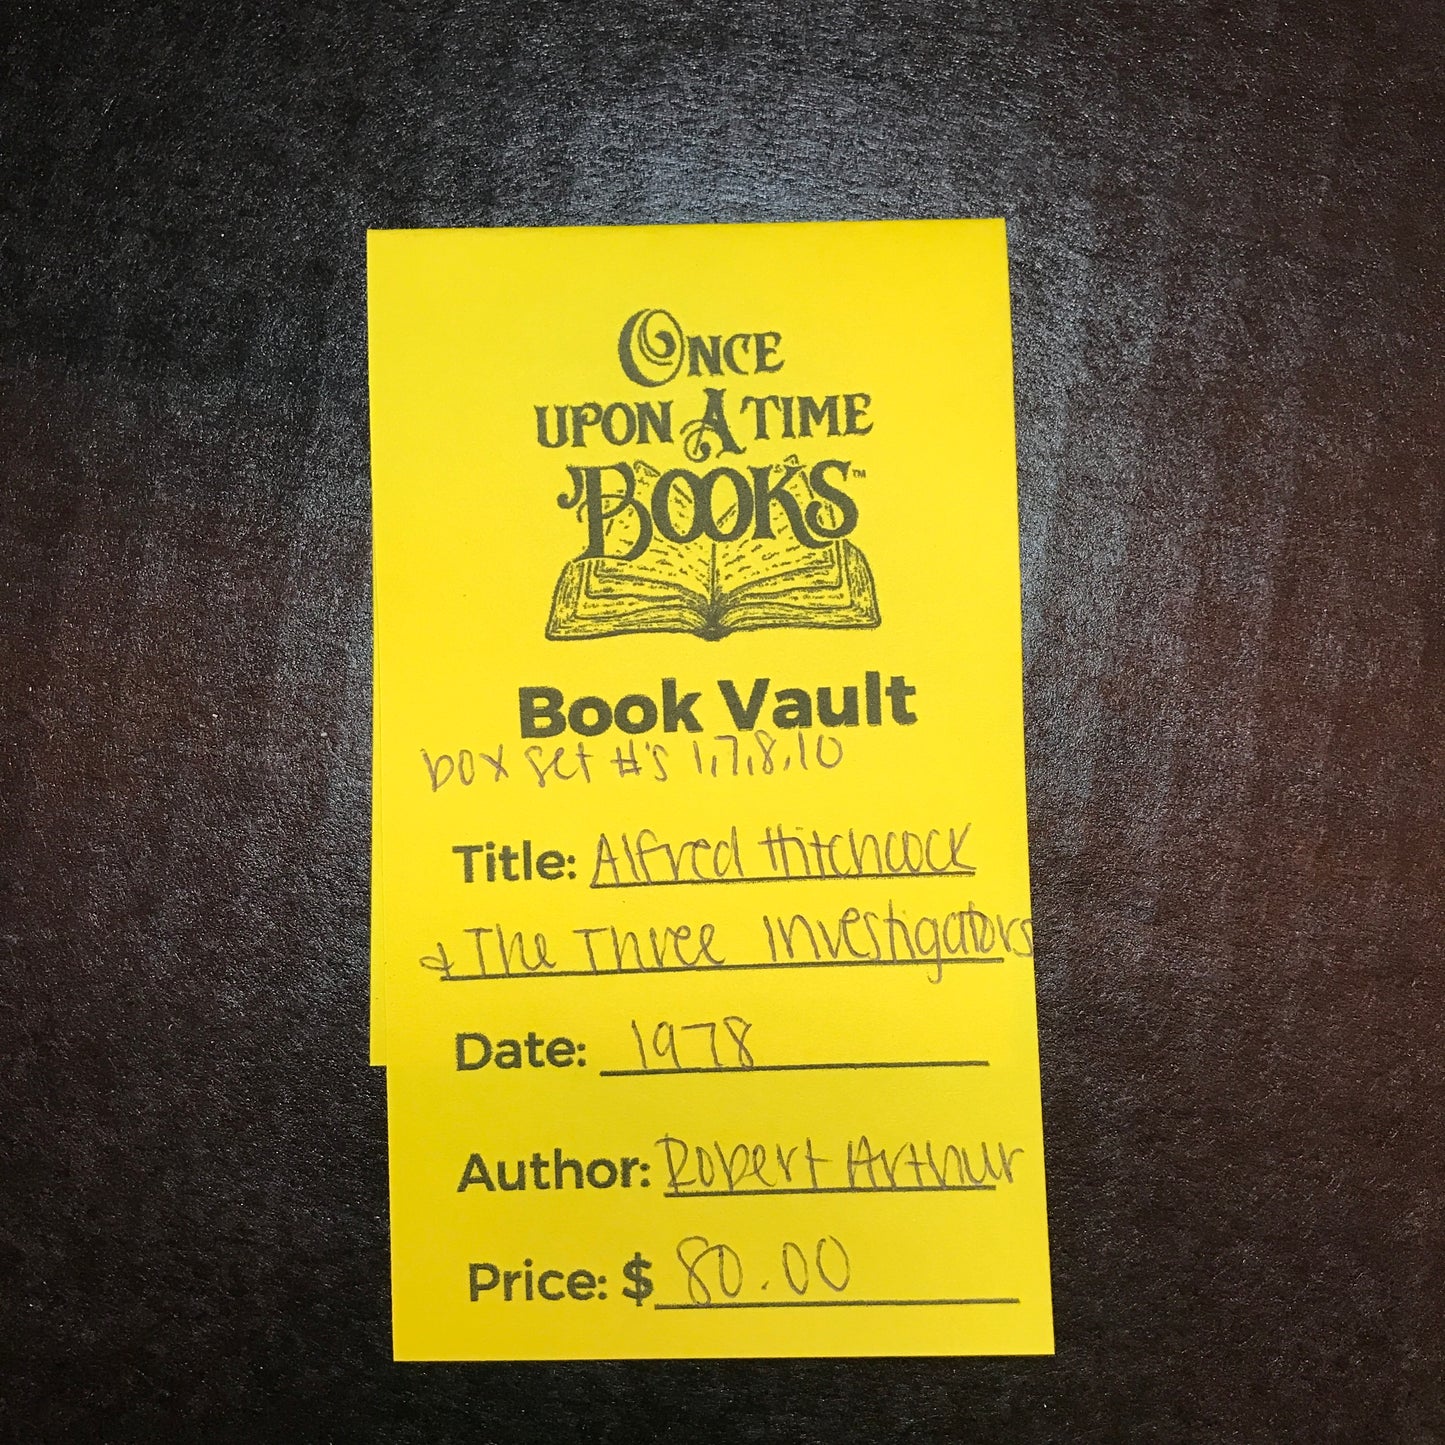 ONCE
UPON A TIME
BOOKS™
Book Vault
box set #'s 1,7,8,10
Title: Alfred Hitchcock
& The Three Investigators
Date: 1978
Author: Robert Arthur
Price: $ 80.00